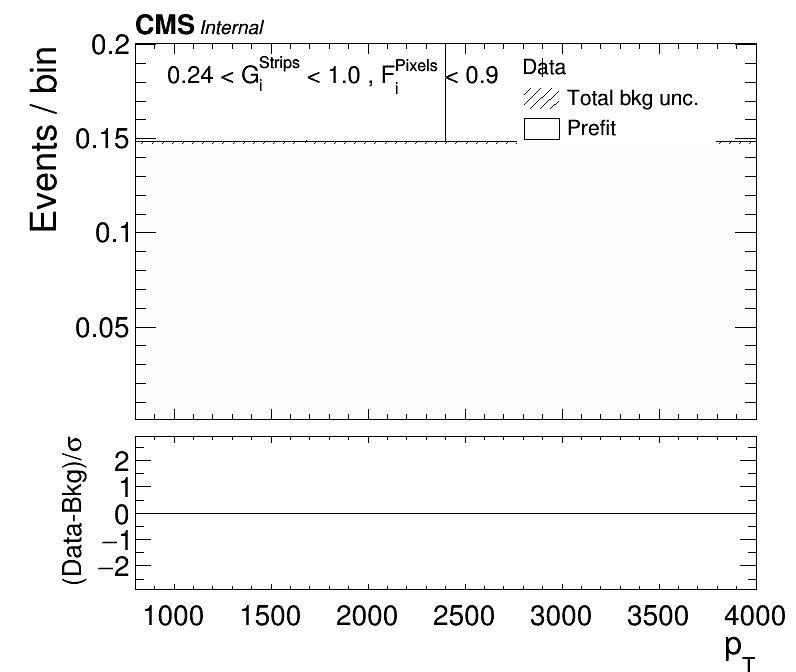 CMS Internal
0.24 < G_i^Strips < 1.0 , F_i^Pixels < 0.9
Data
Total bkg unc.
Prefit
Events / bin
0.2
0.15
0.1
0.05
(Data-Bkg)/σ
2
1
0
−1
−2
1000 1500 2000 2500 3000 3500 4000
p_T